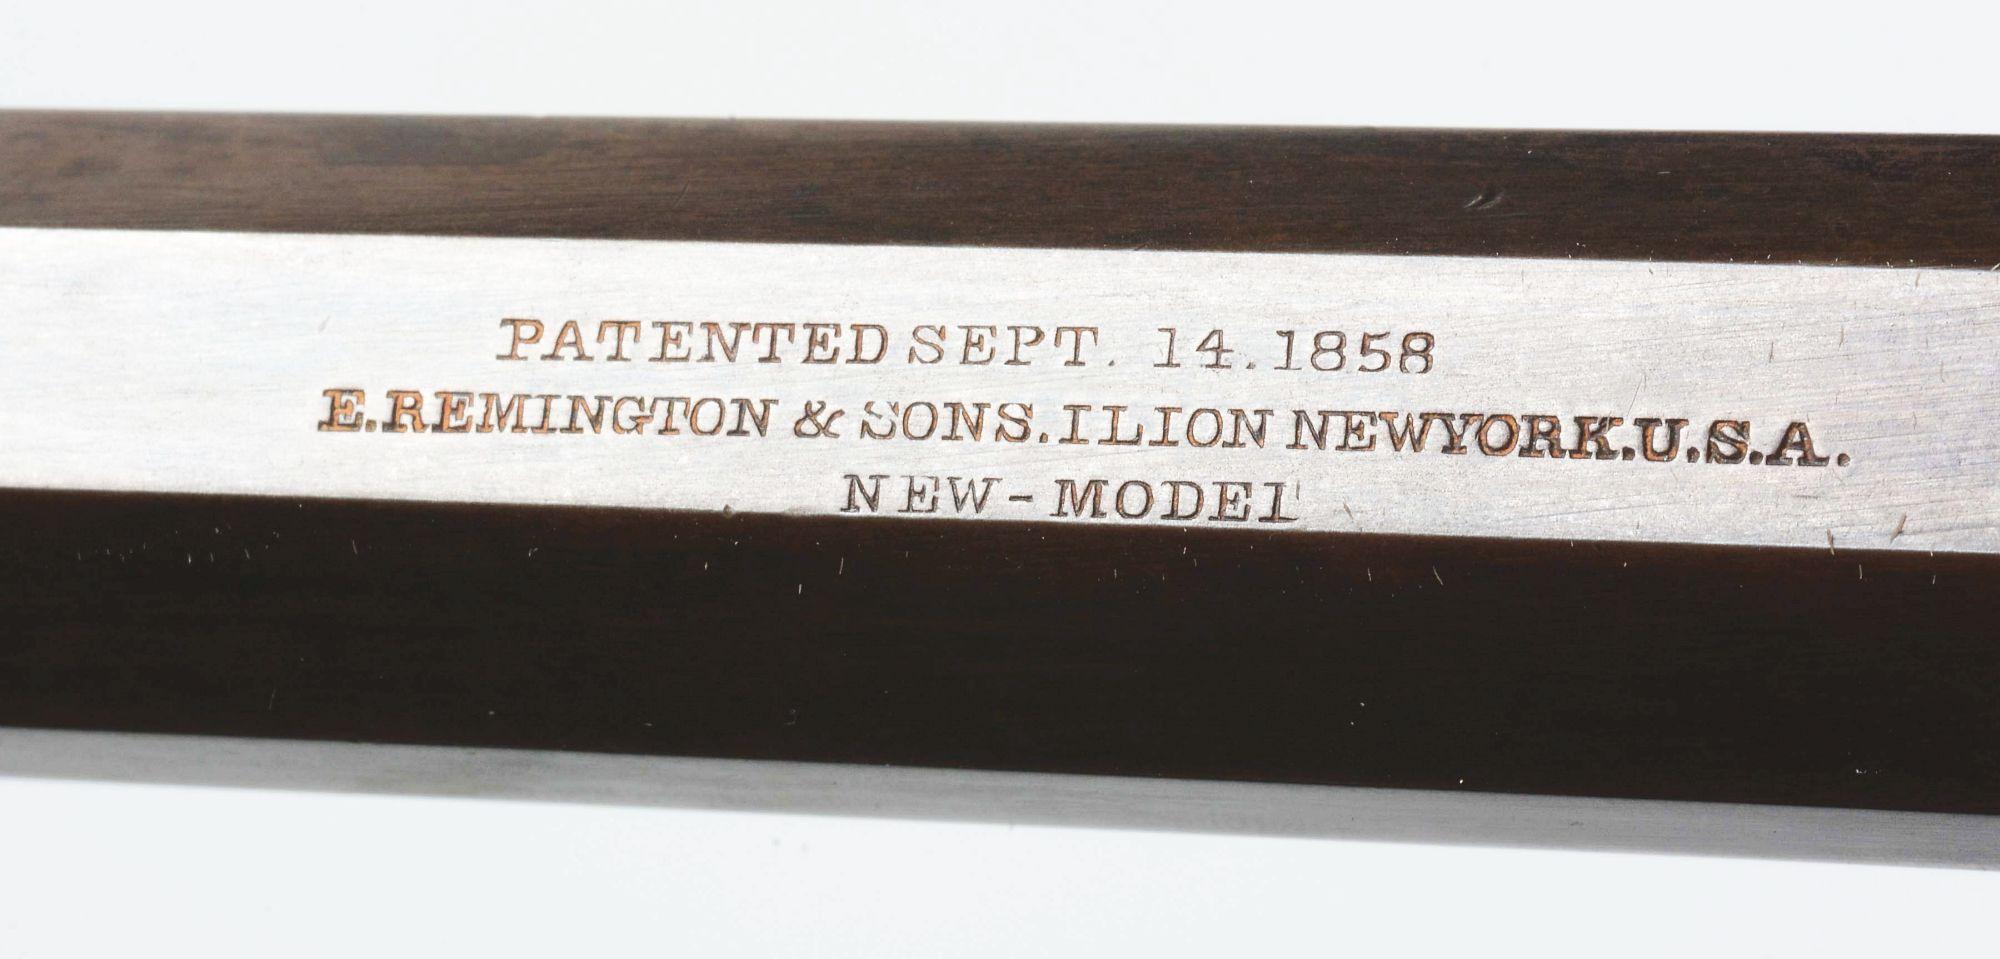 PATENTED SEPT. 14.1858
E.REMINGTON & SONS.ILION NEWYORK.U.S.A.
NEW-MODEL